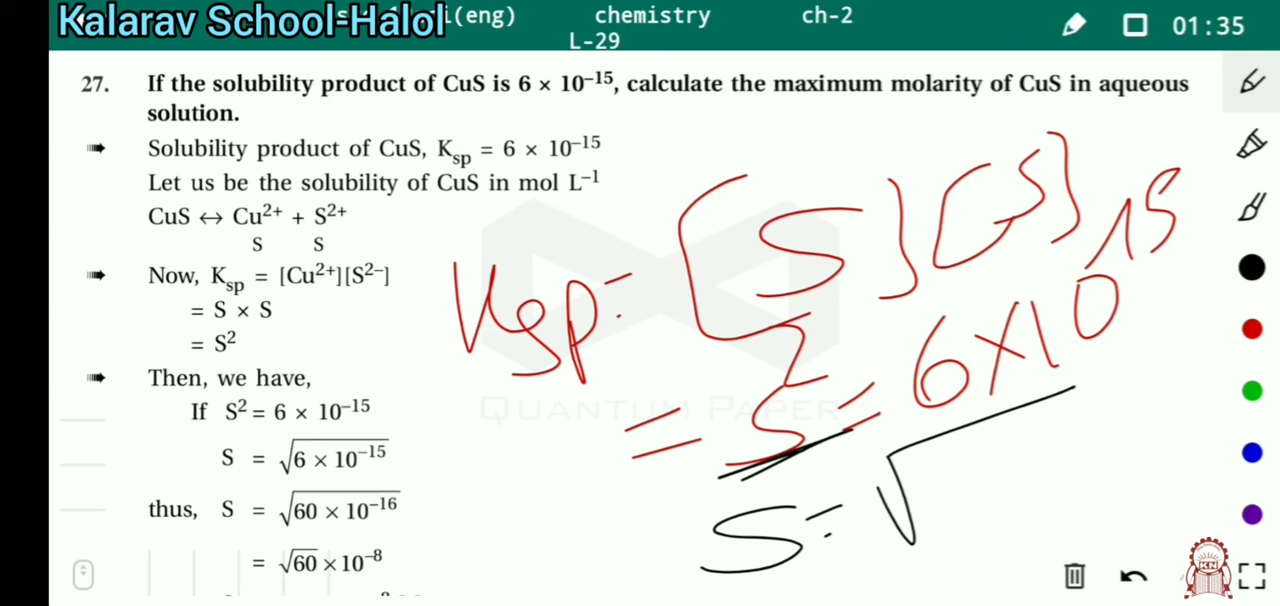 Kalarav School-Halol (eng) chemistry ch-2
L-29
01:35
27. If the solubility product of CuS is 6 × 10⁻¹⁵, calculate the maximum molarity of CuS in aqueous
solution.
Solubility product of CuS, Ksp = 6 × 10⁻¹⁵
Let us be the solubility of CuS in mol L⁻¹
CuS ↔ Cu²⁺ + S²⁺
S S
Now, Ksp = [Cu²⁺][S²⁻]
= S × S
= S²
Then, we have,
If S² = 6 × 10⁻¹⁵
S = √6 × 10⁻¹⁵
thus, S = √60 × 10⁻¹⁶
= √60 × 10⁻⁸
Ksp = [S][S]
= S² = 6×10⁻¹⁵
S = √
QUANTUM PAPER
KN